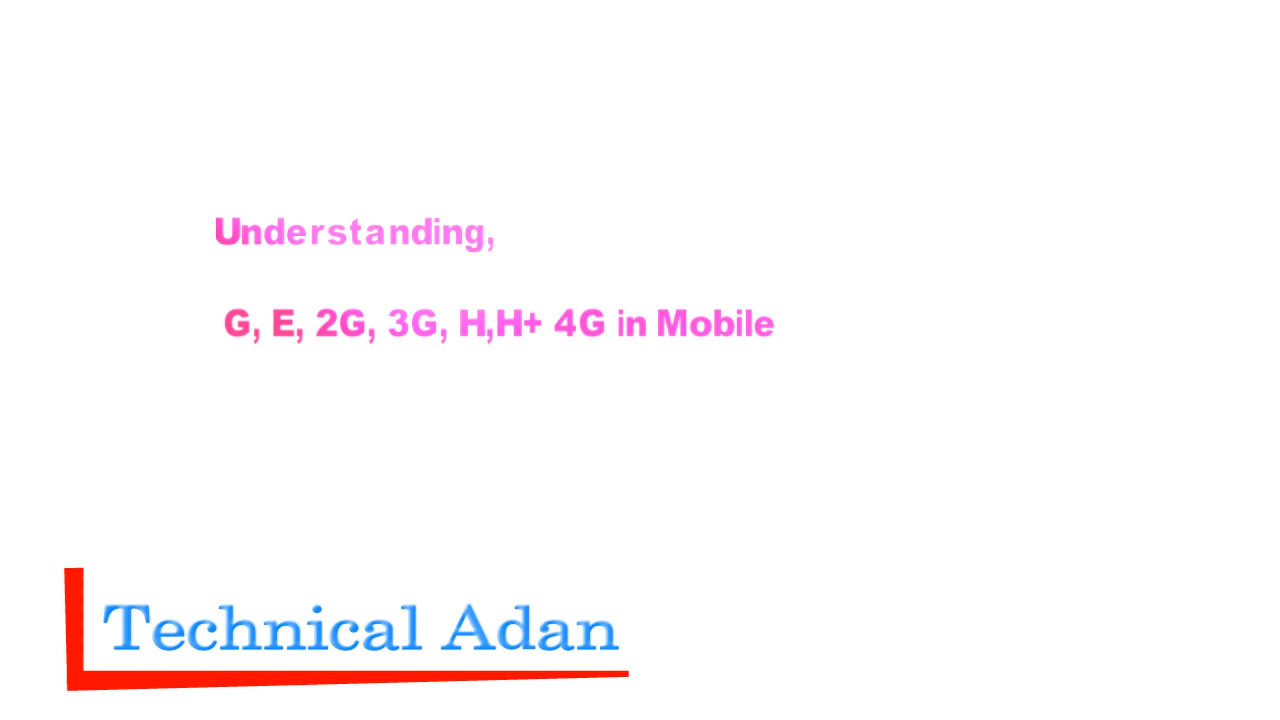 Understanding,
G, E, 2G, 3G, H,H+ 4G in Mobile
Technical Adan